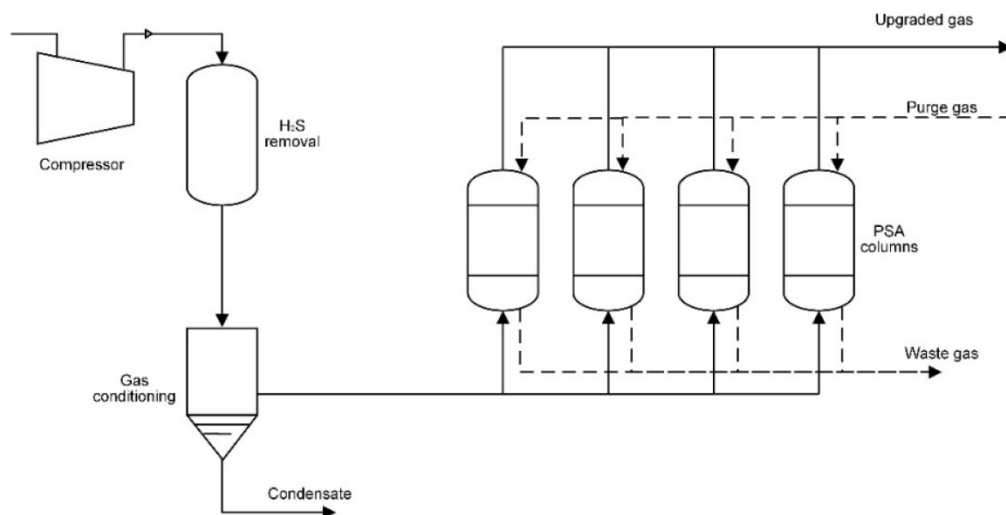 Upgraded gas
Purge gas
H₂S
removal
Compressor
PSA
columns
Waste gas
Gas
conditioning
Condensate